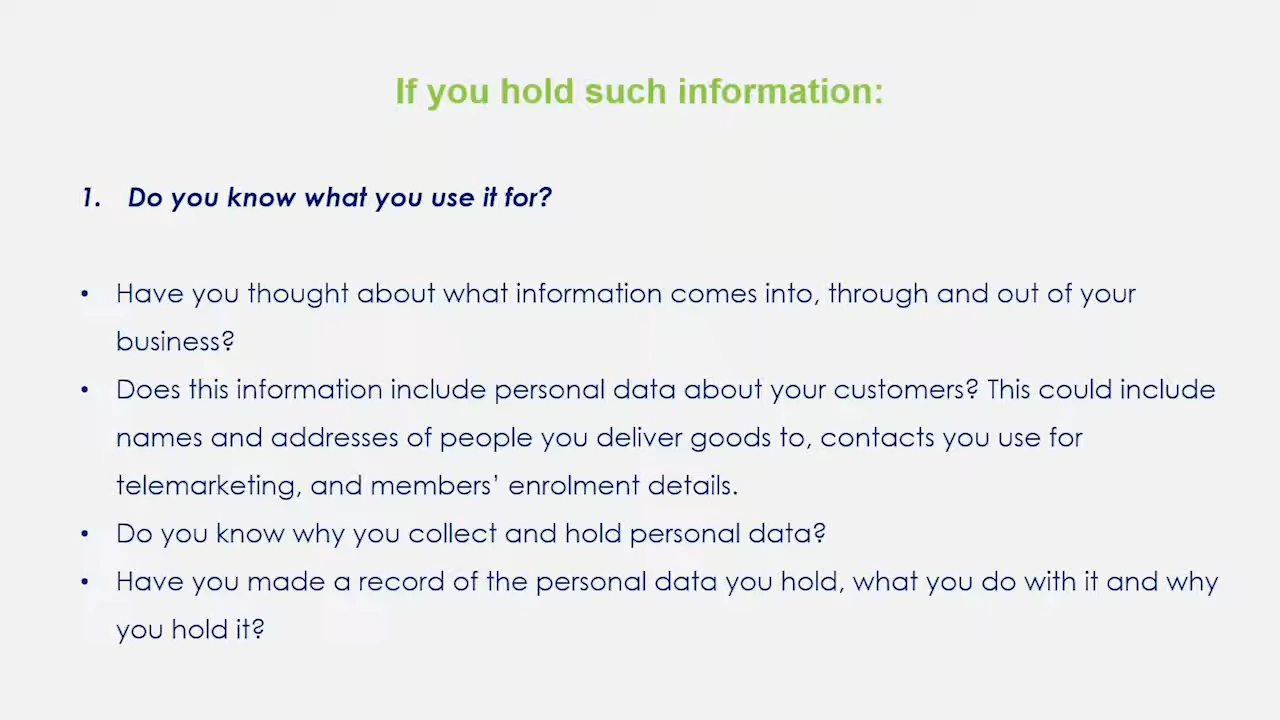 If you hold such information:
1. Do you know what you use it for?
• Have you thought about what information comes into, through and out of your
business?
• Does this information include personal data about your customers? This could include
names and addresses of people you deliver goods to, contacts you use for
telemarketing, and members’ enrolment details.
• Do you know why you collect and hold personal data?
• Have you made a record of the personal data you hold, what you do with it and why
you hold it?